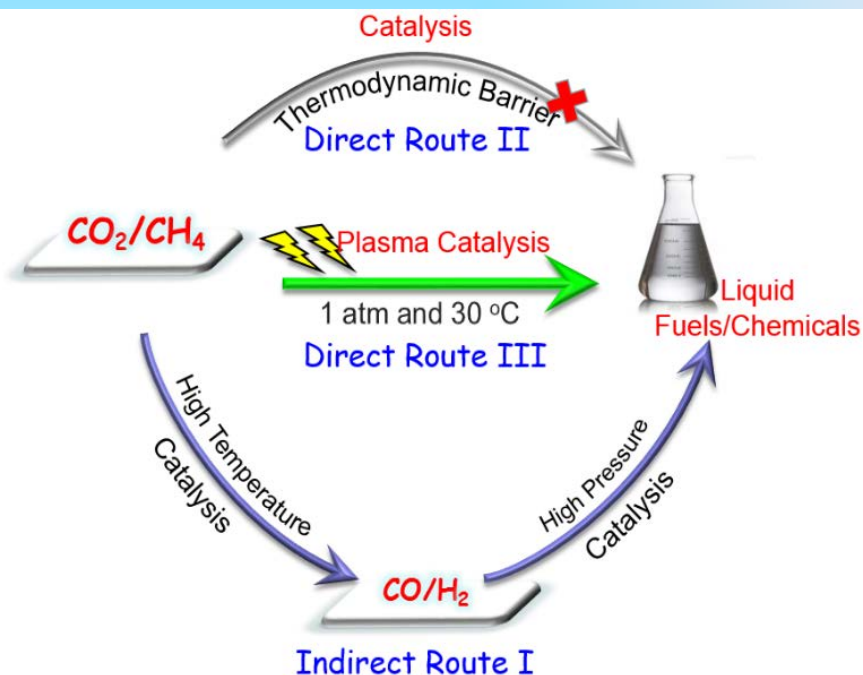 Catalysis
Thermodynamic Barrier
Direct Route II
CO₂/CH₄
Plasma Catalysis
1 atm and 30 °C
Direct Route III
Liquid
Fuels/Chemicals
High Temperature
Catalysis
High Pressure
Catalysis
CO/H₂
Indirect Route I